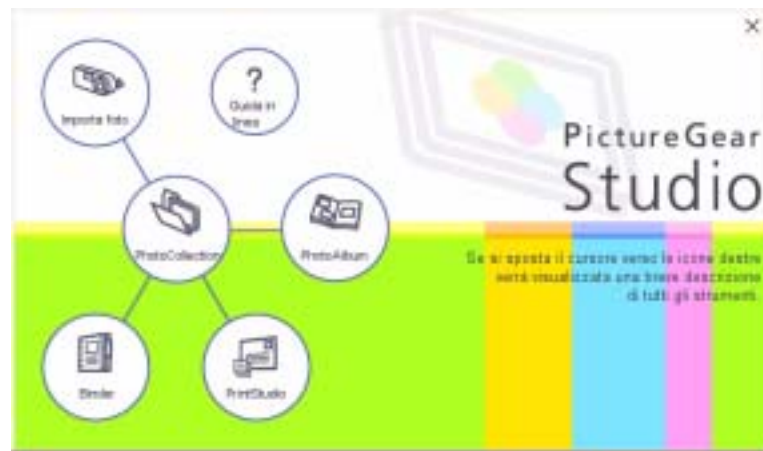 Importa foto
?
Guida in
linea
PictureGear
Studio
PhotoCollection
PhotoAlbum
Se si sposta il cursore verso le icone destre
verrà visualizzata una breve descrizione
di tutti gli strumenti.
Binder
PrintStudio